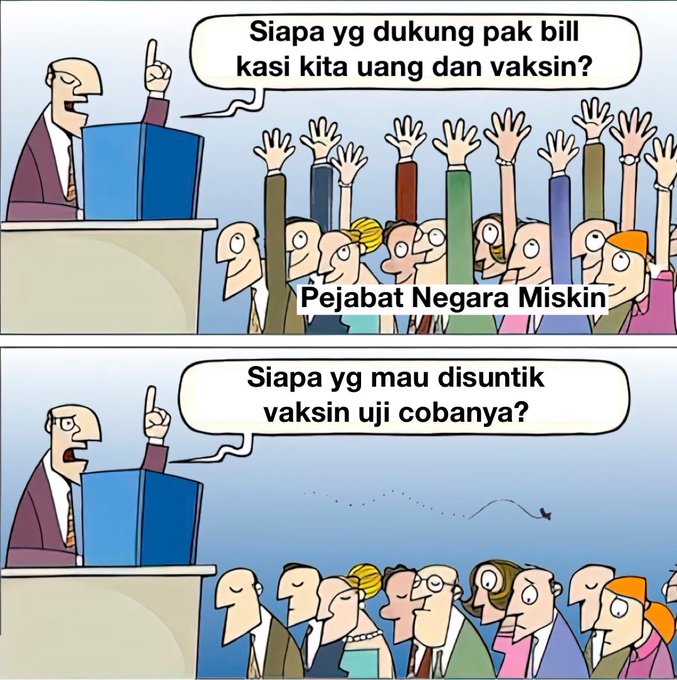 Siapa yg dukung pak bill
kasi kita uang dan vaksin?
Pejabat Negara Miskin
Siapa yg mau disuntik
vaksin uji cobanya?